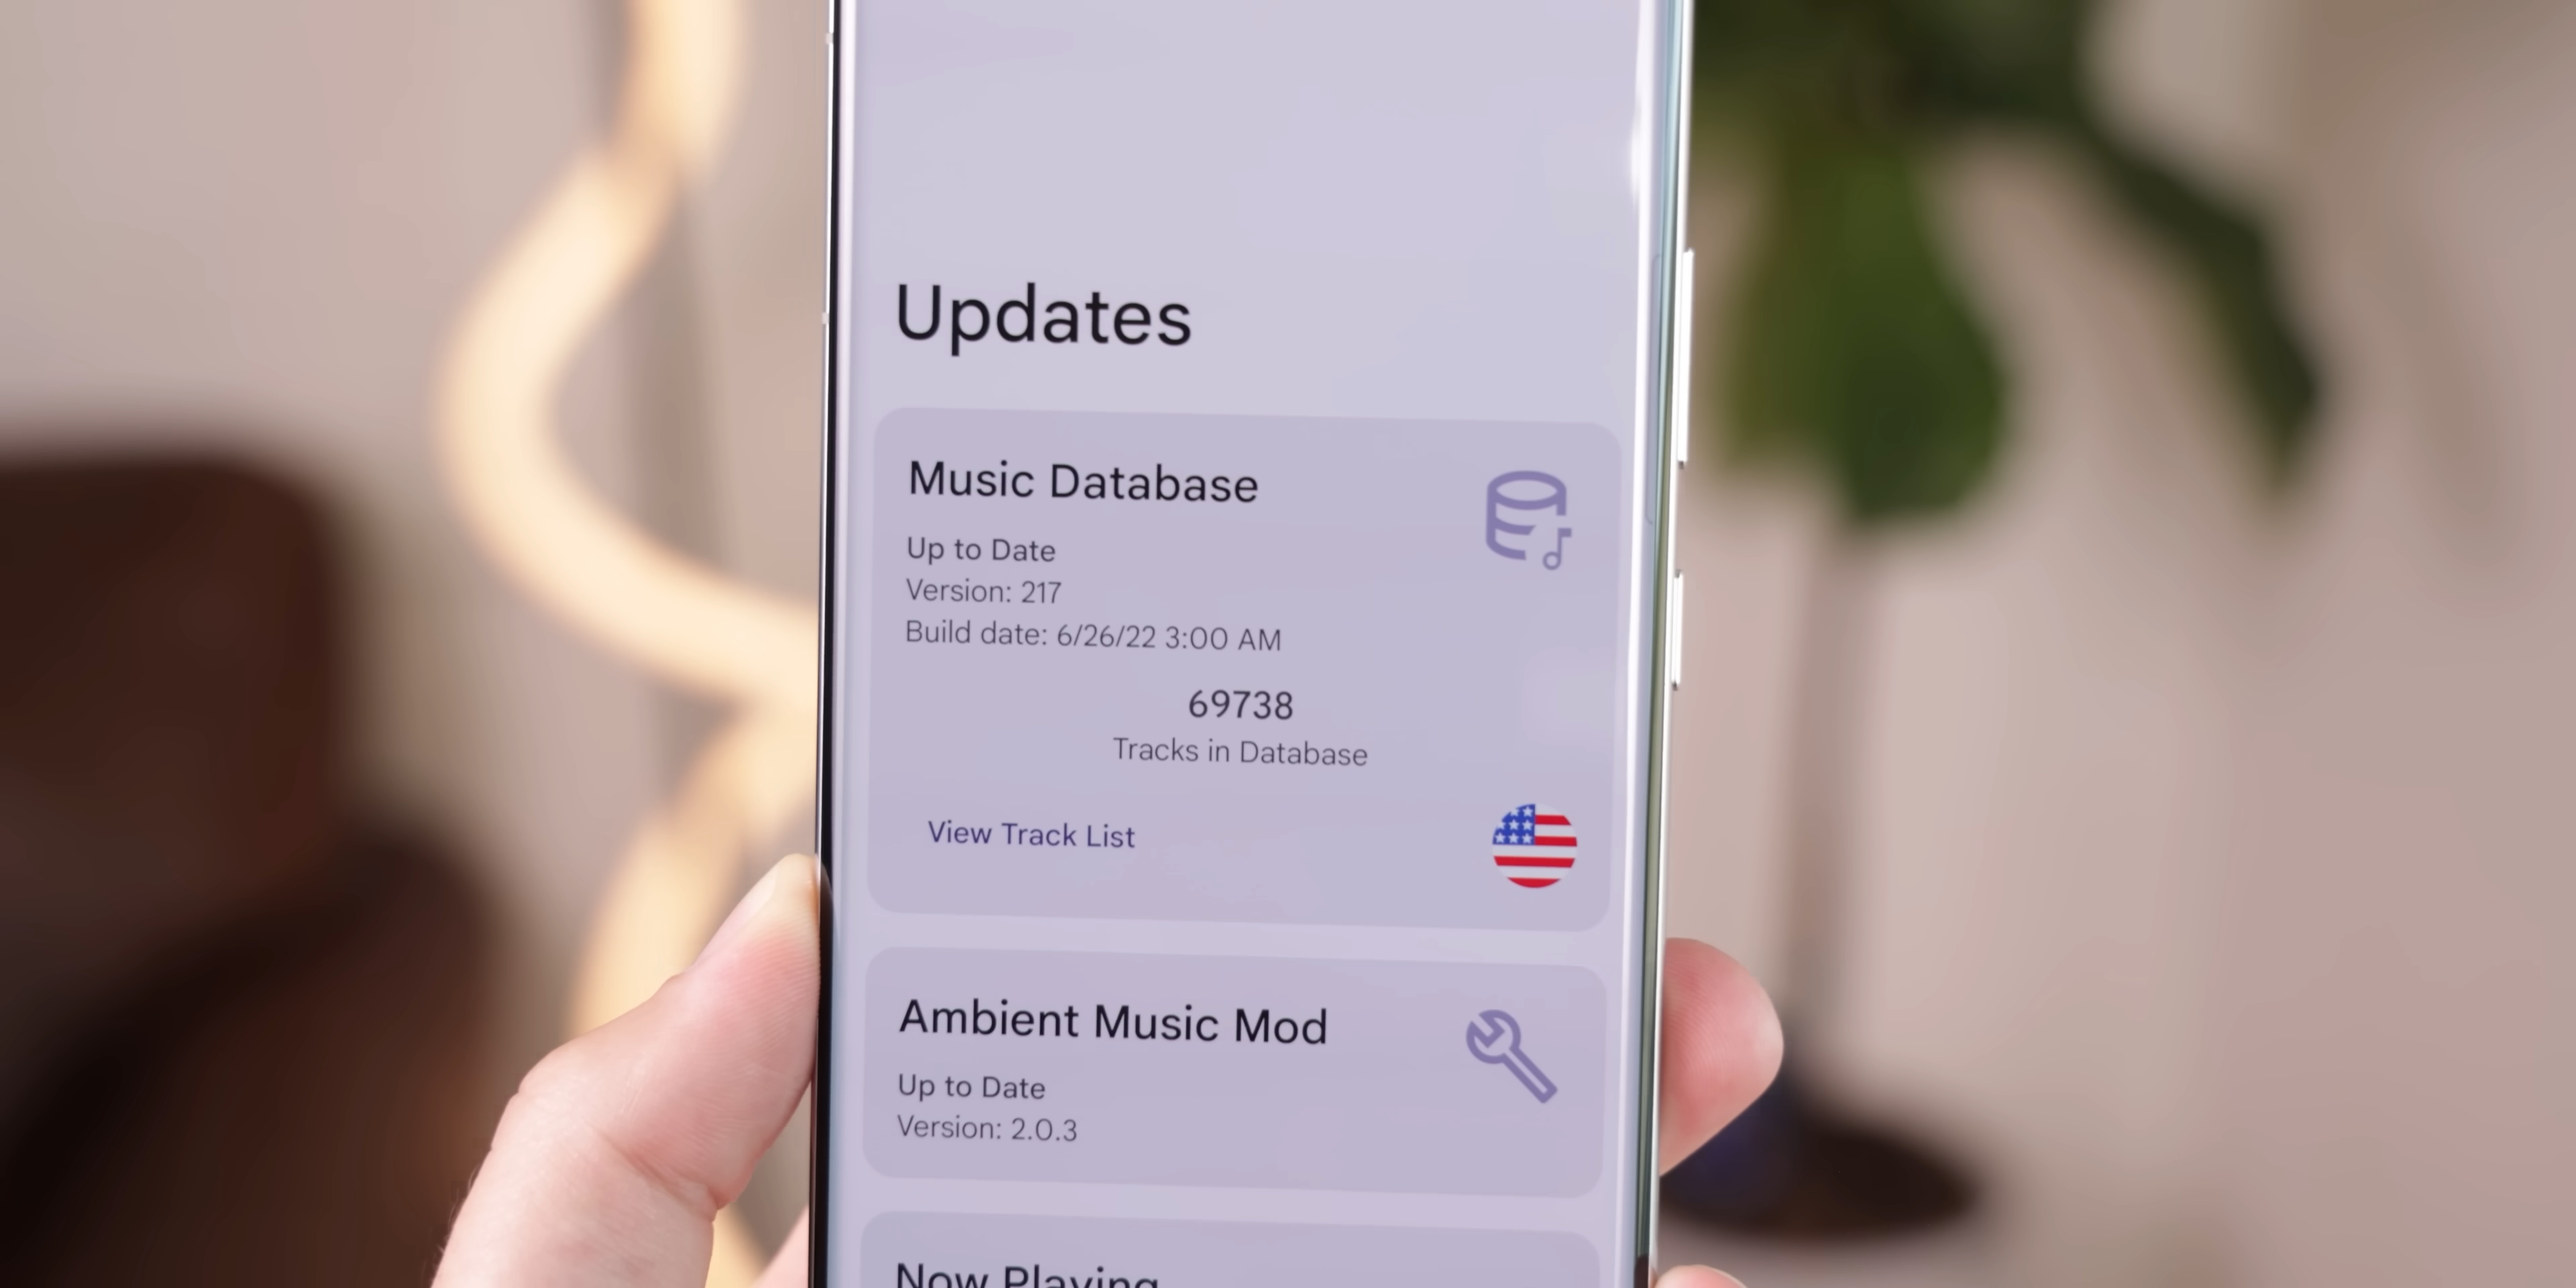 Updates
Music Database
Up to Date
Version: 217
Build date: 6/26/22 3:00 AM
69738
Tracks in Database
View Track List
Ambient Music Mod
Up to Date
Version: 2.0.3
Now Playing